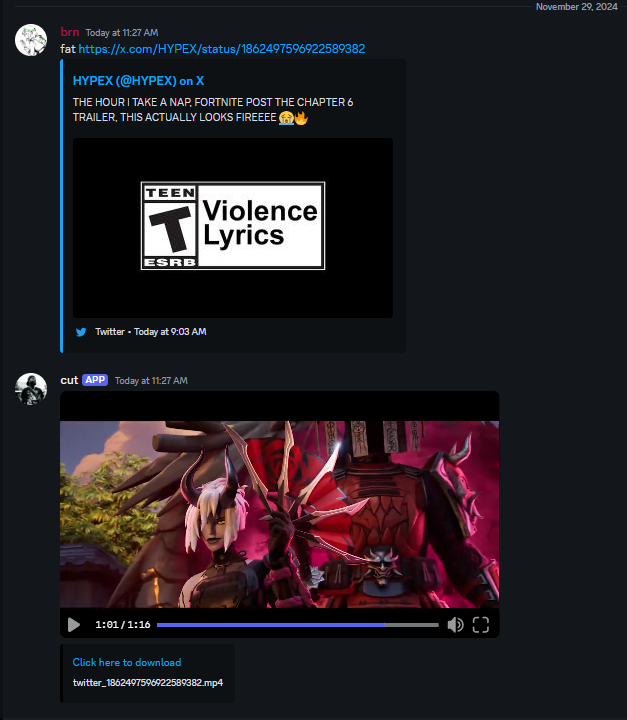 November 29, 2024
brn Today at 11:27 AM
fat https://x.com/HYPEX/status/1862497596922589382
HYPEX (@HYPEX) on X
THE HOUR I TAKE A NAP, FORTNITE POST THE CHAPTER 6
TRAILER, THIS ACTUALLY LOOKS FIREEEE 😭🔥
TEEN
T
ESRB
Violence
Lyrics
Twitter • Today at 9:03 AM
cut APP Today at 11:27 AM
1:01 / 1:16
Click here to download
twitter_1862497596922589382.mp4